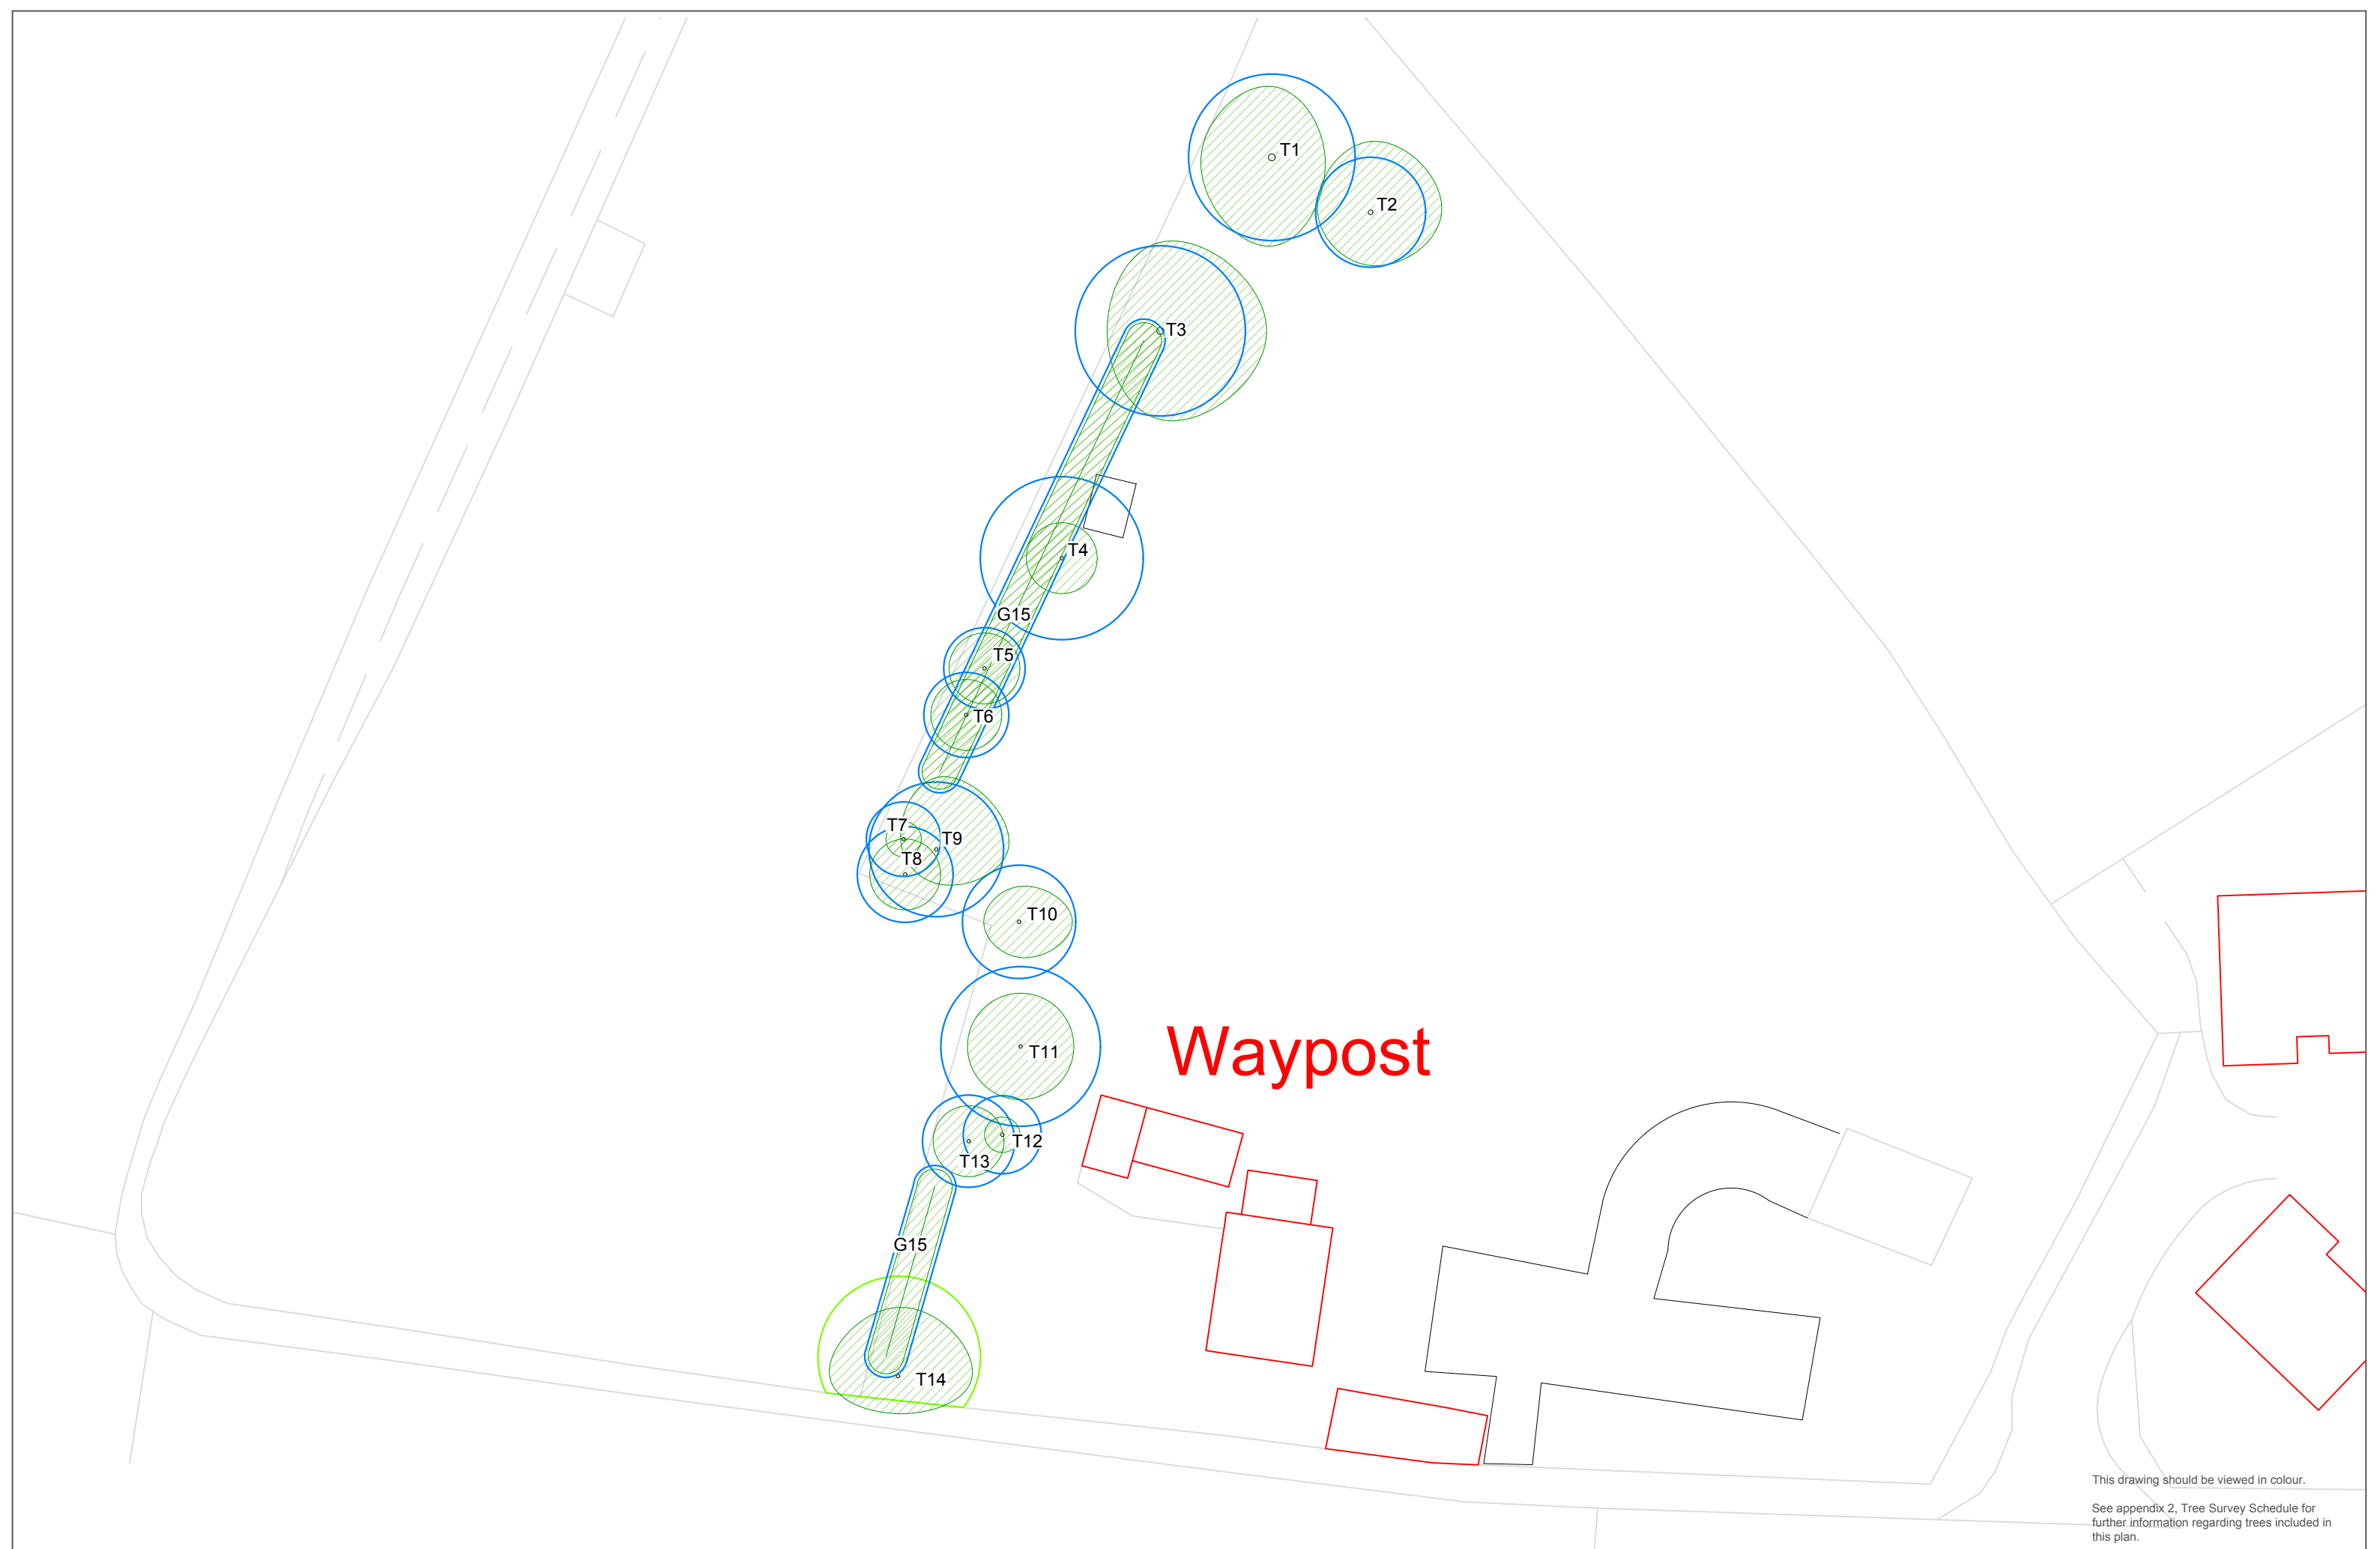 T1
T2
T3
T4
G15
T5
T6
T7
T9
T8
T10
T11
Waypost
T12
T13
G15
T14
This drawing should be viewed in colour.
See appendix 2, Tree Survey Schedule for
further information regarding trees included in
this plan.